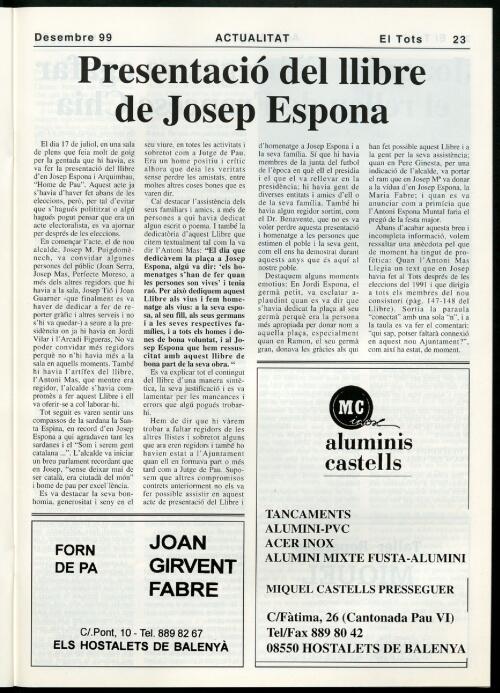 Desembre 99 ACTUALITAT El Tots 23
Presentació del llibre
de Josep Espona
El dia 17 de juliol, en una sala
de plens que feia molt de goig
per la gentada que hi havia, es
va fer la presentació del llibre
d'en Josep Espona i Arquimbau,
"Home de Pau". Aquest acte ja
s'havia d'haver fet abans de les
eleccions, però, per tal d'evitar
que s'hagués polititzat o algú
hagués pogut pensar que era un
acte electoralista, es va ajornar
per després de les eleccions.
En començar l'acte, el de nou
alcalde, Josep M. Puigdomè-
nech, va convidar algunes
persones del públic (Joan Serra,
Josep Mas, Perfecte Moreso, a
més dels altres regidors que hi
havia a la sala, Josep Tió i Joan
Guarner -que finalment es va
haver de dedicar a fer de re-
porter gràfic i altres serveis i no
s'hi va quedar-) a seure a la pre-
sidència on ja hi havia en Jordi
Vilar i l'Arcadi Figueras, No va
poder convidar més regidors
perquè no n'hi havia més a la
sala en aquells moments. També
hi havia l'artífex del llibre,
l'Antoni Mas, que mentre era
regidor, l'alcalde s'havia com-
promès a fer aquest Llibre i ell
va oferir-se a col·laborar-hi.
Tot seguit es varen sentir uns
compassos de la sardana la San-
ta Espina, en record d'en Josep
Espona a qui agradaven tant les
sardanes i el "Som i serem gent
catalana ...". L'alcalde va iniciar
un breu parlament recordant que
en Josep, "sense deixar mai de
ser català, era ciutadà del món"
i home de pau per excel·lència.
Es va destacar la seva bon-
homia, generositat i seny en el
seu viure, en totes les activitats i
sobretot com a Jutge de Pau.
Era un home positiu i crític
alhora que deia les veritats
sense perdre les amistats, entre
moltes altres coses bones que es
varen dir.
Cal destacar l'assistència dels
seus familiars i amics, a més de
persones a qui havia dedicat
algun escrit o poema. I també la
dedicatòria d'aquest Llibre que
citem textualment tal com la va
dir l'Antoni Mas: "El dia que
dedicàvem la plaça a Josep
Espona, algú va dir: 'els ho-
menatges s'han de fer quan
les persones son vives' i tenia
raó. Per això dediquem aquest
Llibre als vius i fem home-
natge als vius: a la seva espo-
sa, al seu fill, als seus germans
i a les seves respectives famí-
lies, i a tots els homes i do-
nes de bona voluntat, i al Jo-
sep Espona que hem ressus-
citat amb aquest llibre de
bona part de la seva obra. "
Es va explicar tot el contingut
del llibre d'una manera sintè-
tica, la seva justificació i es va
lamentar per les mancances i
errors que algú pogués trobar-
hi.
Hem de dir que hi vàrem
trobar a faltar regidors de les
altres llistes i sobretot alguns
que ara eren regidors i també ho
havien estat a l'Ajuntament
quan ell en formava part o més
tard com a Jutge de Pau. Supo-
sem que altres compromisos
contrets anteriorment no els va
fer possible assistir en aquest
acte de presentació del Llibre i
d'homenatge a Josep Espona i a
la seva família. Sí que hi havia
membres de la junta del futbol
de l'època en què ell el presidia
i el que el va rellevar en la
presidència; hi havia gent de
diverses entitats i amics d'ell o
de la seva família. També hi
havia algun regidor sortint, com
el Dr. Benavente, que no es va
voler perdre aquesta presentació
i homenatge a les persones que
estimen el poble i la seva gent,
com ell ens ha demostrat durant
aquests anys que és aquí al
nostre poble.
Destaquem alguns moments
emotius: En Jordi Espona, el
germà petit, va esclafar a-
plaudint quan es va dir que
s'havia dedicat la plaça al seu
germà perquè era la persona
més apropiada per donar nom a
aquella plaça, especialment
quan en Ramon, el seu germà
gran, donava les gràcies als qui
han fet possible aquest Llibre i a
la gent per la seva assistència;
quan en Pere Ginesta, per una
indicació de l'alcalde, va portar
el ram que en Josep Mª va donar
a la vídua d'en Josep Espona, la
Maria Fabre; i quan es va
anunciar com a primícia que
l'Antoni Espona Muntal faria el
pregó de la festa major.
Abans d'acabar aquesta breu i
incompleta informació, volem
ressaltar una anècdota pel que
de moment ha tingut de pro-
fètica: Quan l'Antoni Mas
Llegia un text que en Josep
havia fet al Tots després de les
eleccions del 1991 i que dirigia
a tots els membres del nou
consistori (pàg. 147-148 del
Llibre). Sortia la paraula
"conectat" amb una sola "n", i a
la taula es va fer el comentari:
"qui sap, potser faltarà connexió
en aquest nou Ajuntament?",
com així ha estat, de moment.
FORN
DE PA
JOAN
GIRVENT
FABRE
C/.Pont, 10 - Tel. 889 82 67
ELS HOSTALETS DE BALENYÀ
MC
inox
aluminis
castells
TANCAMENTS
ALUMINI-PVC
ACER INOX
ALUMINI MIXTE FUSTA-ALUMINI
MIQUEL CASTELLS PRESSEGUER
C/Fàtima, 26 (Cantonada Pau VI)
Tel/Fax 889 80 42
08550 HOSTALETS DE BALENYA